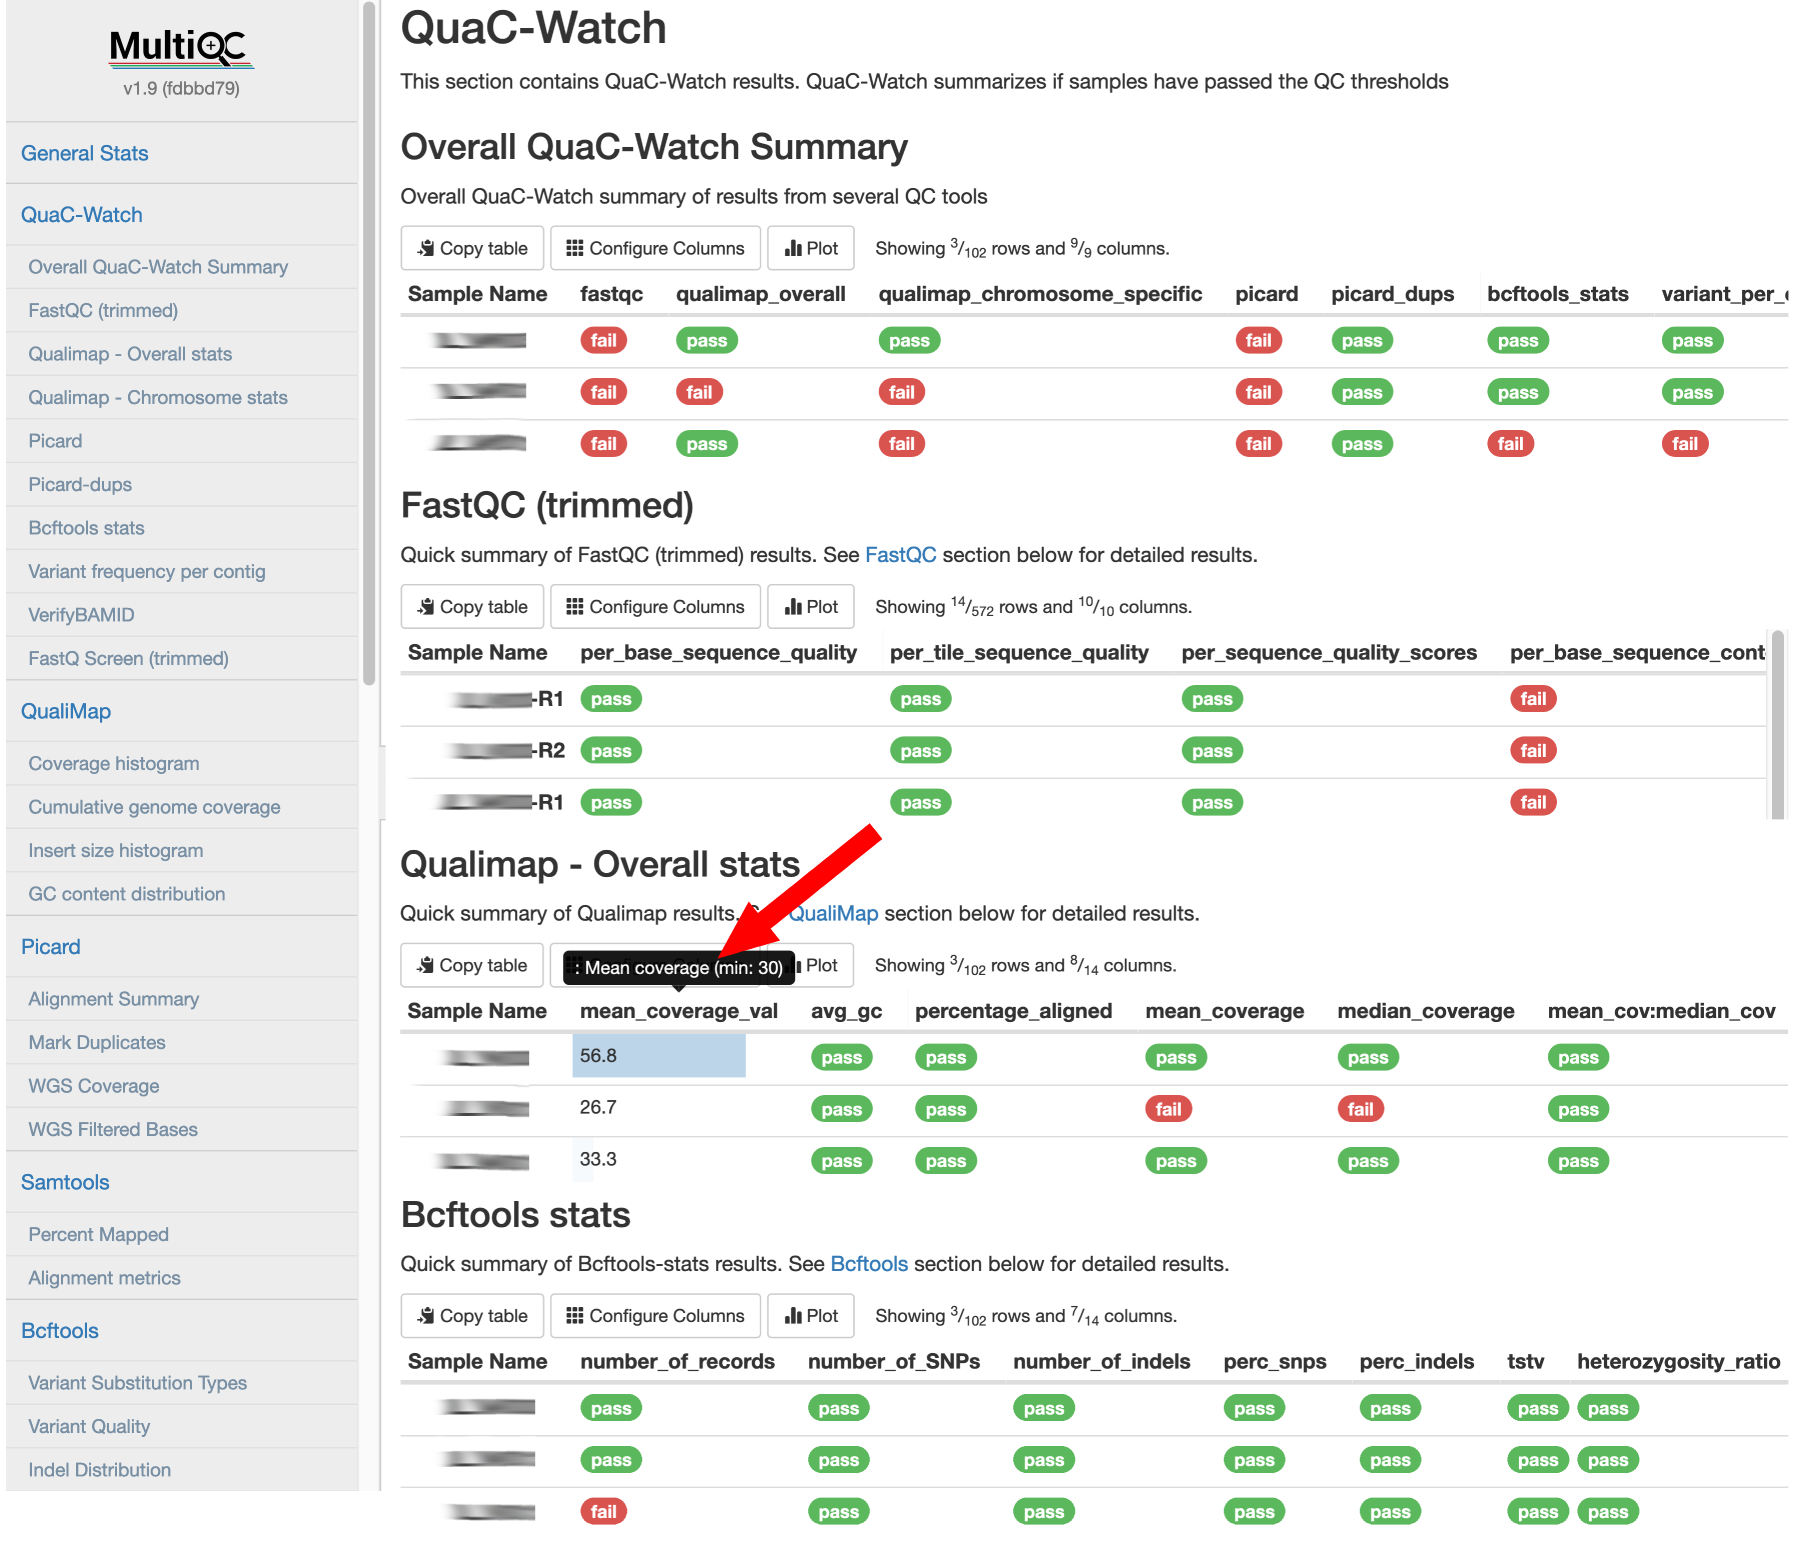 MultiQC
v1.9 (fdbbd79)
General Stats
QuaC-Watch
Overall QuaC-Watch Summary
FastQC (trimmed)
Qualimap - Overall stats
Qualimap - Chromosome stats
Picard
Picard-dups
Bcftools stats
Variant frequency per contig
VerifyBAMID
FastQ Screen (trimmed)
QualiMap
Coverage histogram
Cumulative genome coverage
Insert size histogram
GC content distribution
Picard
Alignment Summary
Mark Duplicates
WGS Coverage
WGS Filtered Bases
Samtools
Percent Mapped
Alignment metrics
Bcftools
Variant Substitution Types
Variant Quality
Indel Distribution
QuaC-Watch
This section contains QuaC-Watch results. QuaC-Watch summarizes if samples have passed the QC thresholds
Overall QuaC-Watch Summary
Overall QuaC-Watch summary of results from several QC tools
Copy table Configure Columns Plot Showing 3/102 rows and 9/9 columns.
Sample Name fastqc qualimap_overall qualimap_chromosome_specific picard picard_dups bcftools_stats variant_per_
fail pass pass fail pass pass pass
fail fail fail fail pass pass pass
fail pass fail fail pass fail fail
FastQC (trimmed)
Quick summary of FastQC (trimmed) results. See FastQC section below for detailed results.
Copy table Configure Columns Plot Showing 14/572 rows and 10/10 columns.
Sample Name per_base_sequence_quality per_tile_sequence_quality per_sequence_quality_scores per_base_sequence_cont
-R1 pass pass pass fail
-R2 pass pass pass fail
-R1 pass pass pass fail
Qualimap - Overall stats
Quick summary of Qualimap results. QualiMap section below for detailed results.
Copy table : Mean coverage (min: 30) Plot Showing 3/102 rows and 8/14 columns.
Sample Name mean_coverage_val avg_gc percentage_aligned mean_coverage median_coverage mean_cov:median_cov
56.8 pass pass pass pass pass
26.7 pass pass fail fail pass
33.3 pass pass pass pass pass
Bcftools stats
Quick summary of Bcftools-stats results. See Bcftools section below for detailed results.
Copy table Configure Columns Plot Showing 3/102 rows and 7/14 columns.
Sample Name number_of_records number_of_SNPs number_of_indels perc_snps perc_indels tstv heterozygosity_ratio
pass pass pass pass pass pass pass
pass pass pass pass pass pass pass
fail pass pass pass pass pass pass